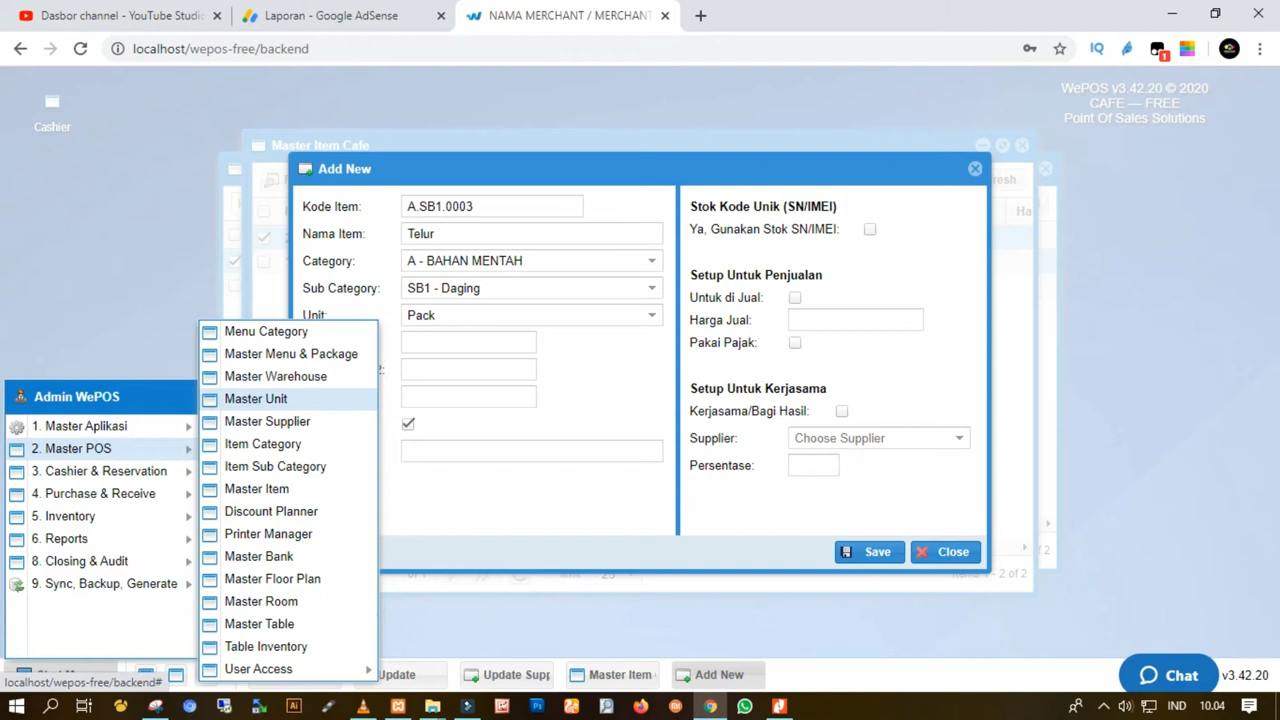 Dasbor channel - YouTube Studi
Laporan - Google AdSense
NAMA MERCHANT / MERCHANT
localhost/wepos-free/backend
IQ
1
Cashier
WePOS v3.42.20 © 2020
CAFE — FREE
Point Of Sales Solutions
Master Item Cafe
Add New
resh
Ha
Kode Item: A.SB1.0003
Nama Item: Telur
Category: A - BAHAN MENTAH
Sub Category: SB1 - Daging
Unit: Pack
2:
Stok Kode Unik (SN/IMEI)
Ya, Gunakan Stok SN/IMEI:
Setup Untuk Penjualan
Untuk di Jual:
Harga Jual:
Pakai Pajak:
Setup Untuk Kerjasama
Kerjasama/Bagi Hasil:
Supplier: Choose Supplier
Persentase:
Save
Close
Admin WePOS
1. Master Aplikasi
2. Master POS
3. Cashier & Reservation
4. Purchase & Receive
5. Inventory
6. Reports
8. Closing & Audit
9. Sync, Backup, Generate
Menu Category
Master Menu & Package
Master Warehouse
Master Unit
Master Supplier
Item Category
Item Sub Category
Master Item
Discount Planner
Printer Manager
Master Bank
Master Floor Plan
Master Room
Master Table
Table Inventory
User Access
Update
Update Supp
Master Item
Add New
Chat
v3.42.20
localhost/wepos-free/backend#
IND
10.04